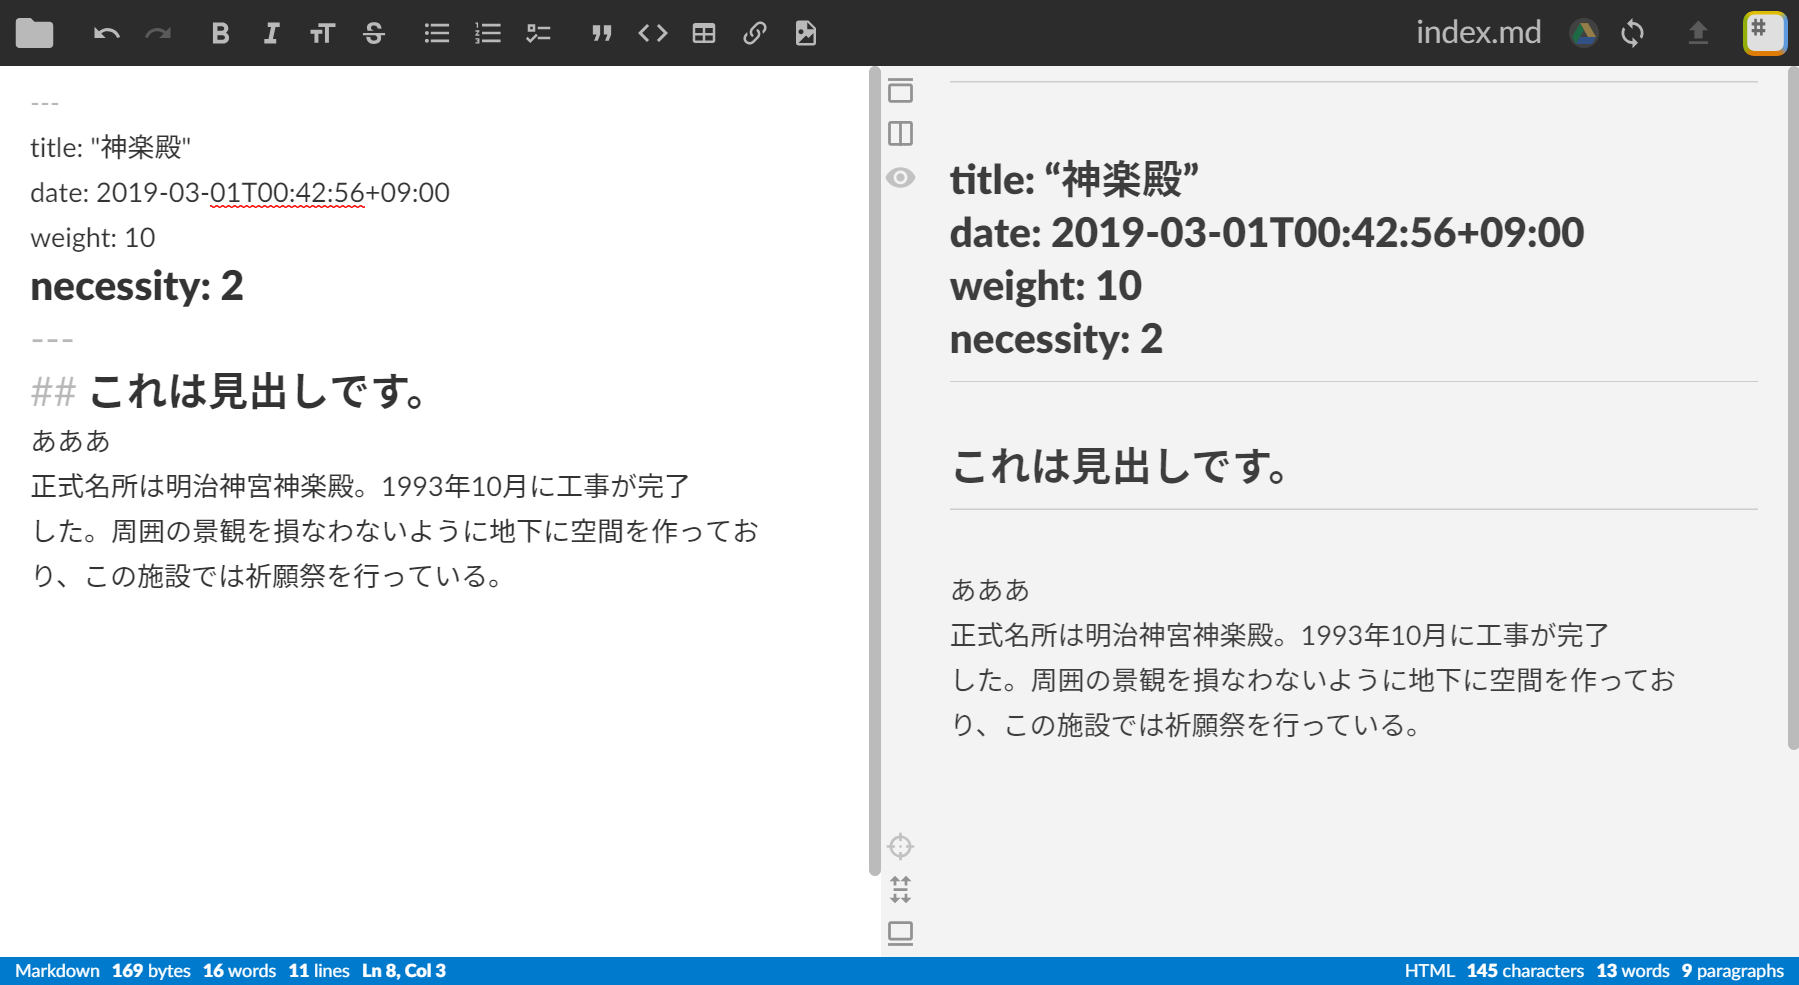 index.md
---
title: "神楽殿"
date: 2019-03-01T00:42:56+09:00
weight: 10
necessity: 2
---
## これは見出しです。
あああ
正式名所は明治神宮神楽殿。1993年10月に工事が完了
した。周囲の景観を損なわないように地下に空間を作ってお
り、この施設では祈願祭を行っている。
title: “神楽殿”
date: 2019-03-01T00:42:56+09:00
weight: 10
necessity: 2
これは見出しです。
あああ
正式名所は明治神宮神楽殿。1993年10月に工事が完了
した。周囲の景観を損なわないように地下に空間を作ってお
り、この施設では祈願祭を行っている。
Markdown 169 bytes 16 words 11 lines Ln 8, Col 3
HTML 145 characters 13 words 9 paragraphs